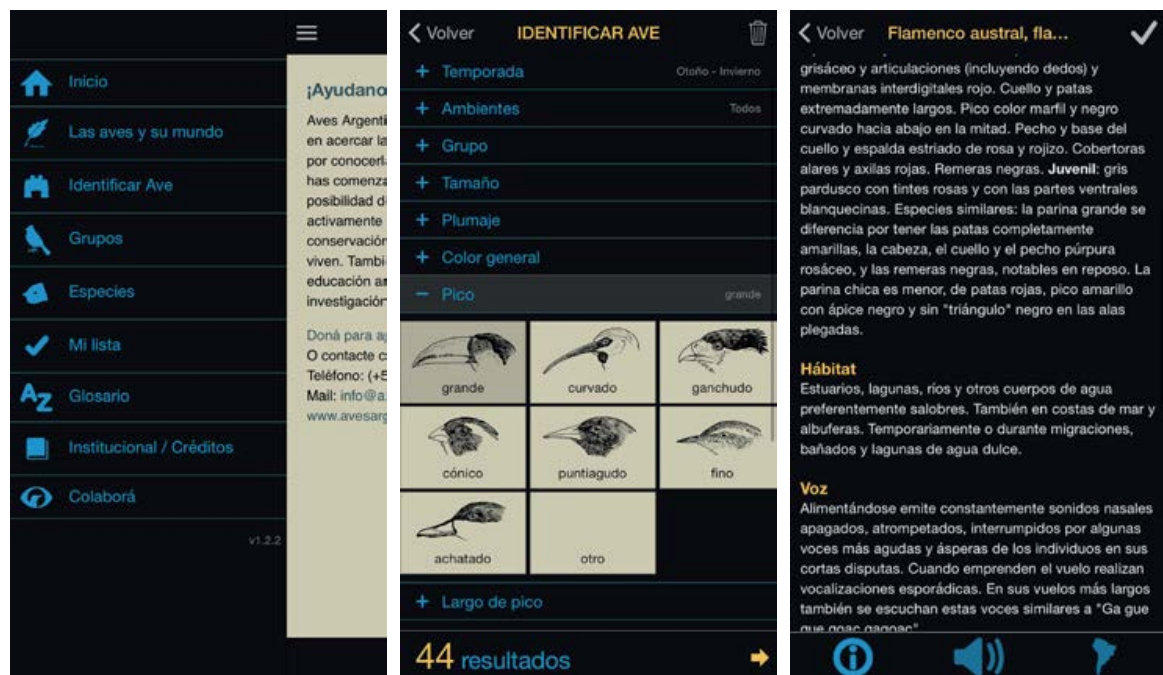 Inicio
Las aves y su mundo
Identificar Ave
Grupos
Especies
Mi lista
AZ Glosario
Institucional / Créditos
Colaborá
v1.2.2
¡Ayudano
Aves Argenti
en acercar la
por conocerl
has comenza
posibilidad d
activamente
conservación
viven. Tambi
educación a
investigación
Doná para a
O contacte c
Teléfono: (+5
Mail: info@a
www.avesarg
Volver IDENTIFICAR AVE
+ Temporada Otoño - Invierno
+ Ambientes Todos
+ Grupo
+ Tamaño
+ Plumaje
+ Color general
− Pico grande
grande curvado ganchudo
cónico puntiagudo fino
achatado otro
+ Largo de pico
44 resultados
Volver Flamenco austral, fla...
grisáceo y articulaciones (incluyendo dedos) y
membranas interdigitales rojo. Cuello y patas
extremadamente largos. Pico color marfil y negro
curvado hacia abajo en la mitad. Pecho y base del
cuello y espalda estriado de rosa y rojizo. Cobertoras
alares y axilas rojas. Remeras negras. Juvenil: gris
pardusco con tintes rosas y con las partes ventrales
blanquecinas. Especies similares: la parina grande se
diferencia por tener las patas completamente
amarillas, la cabeza, el cuello y el pecho púrpura
rosáceo, y las remeras negras, notables en reposo. La
parina chica es menor, de patas rojas, pico amarillo
con ápice negro y sin "triángulo" negro en las alas
plegadas.
Hábitat
Estuarios, lagunas, ríos y otros cuerpos de agua
preferentemente salobres. También en costas de mar y
albuferas. Temporariamente o durante migraciones,
bañados y lagunas de agua dulce.
Voz
Alimentándose emite constantemente sonidos nasales
apagados, atrompetados, interrumpidos por algunas
voces más agudas y ásperas de los individuos en sus
cortas disputas. Cuando emprenden el vuelo realizan
vocalizaciones esporádicas. En sus vuelos más largos
también se escuchan estas voces similares a "Ga gue
gue goac gagoac"